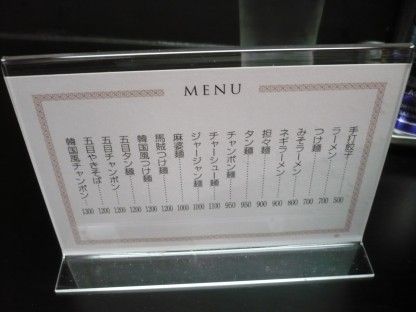 MENU
手打餃子……500
ラーメン……700
つけ麺……700
みそラーメン……800
ネギラーメン……900
担々麺……900
タン麺……950
チャンポン麺……950
チャーシュー麺……1100
ジャージャン麺……1000
麻婆麺……1000
馬賊つけ麺……1200
韓国風つけ麺……1200
五目タン麺……1200
五目チャンポン……1200
五目やきそば……1200
韓国風チャンポン……1300